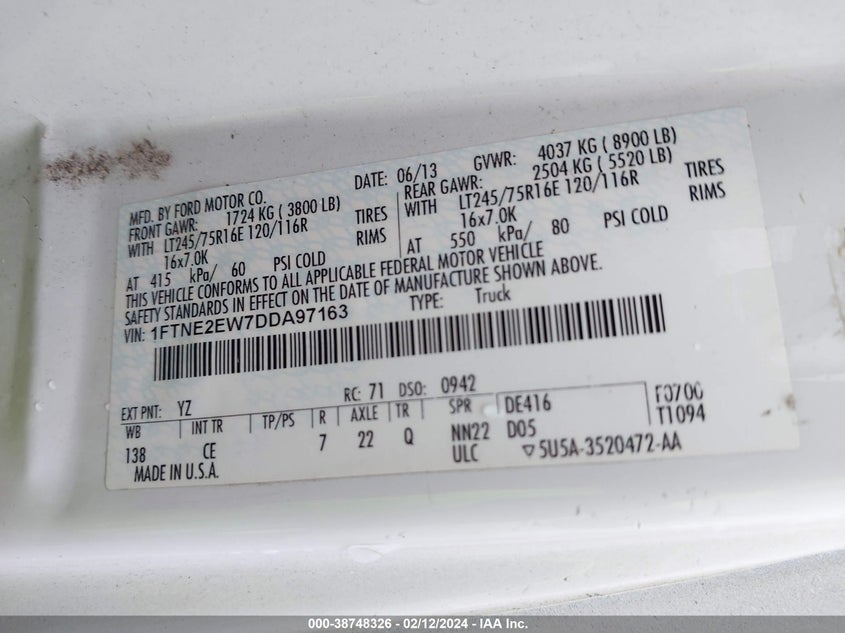 MFD. BY FORD MOTOR CO. DATE: 06/13 GVWR: 4037 KG ( 8900 LB)
FRONT GAWR: 1724 KG ( 3800 LB) REAR GAWR: 2504 KG ( 5520 LB)
WITH LT245/75R16E 120/116R TIRES WITH LT245/75R16E 120/116R TIRES
16x7.0K RIMS 16x7.0K RIMS
AT 415 kPa/ 60 PSI COLD AT 550 kPa/ 80 PSI COLD
THIS VEHICLE CONFORMS TO ALL APPLICABLE FEDERAL MOTOR VEHICLE
SAFETY STANDARDS IN EFFECT ON THE DATE OF MANUFACTURE SHOWN ABOVE.
VIN: 1FTNE2EW7DDA97163 TYPE: Truck
EXT PNT: YZ RC: 71 DSO: 0942
WB INT TR TP/PS R AXLE TR SPR DE416 F0700
138 CE 7 22 Q NN22 D05 T1094
ULC ▽5U5A-3520472-AA
MADE IN U.S.A.
000-38748326 - 02/12/2024 - IAA Inc.